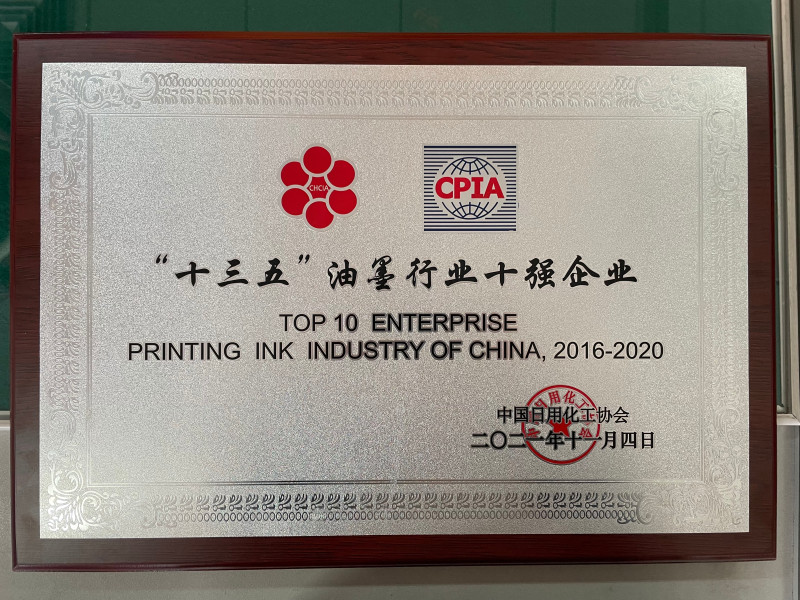 CHCIA
CPIA
“十三五”油墨行业十强企业
TOP 10 ENTERPRISE
PRINTING INK INDUSTRY OF CHINA, 2016-2020
中国日用化工协会
二〇二一年十一月四日